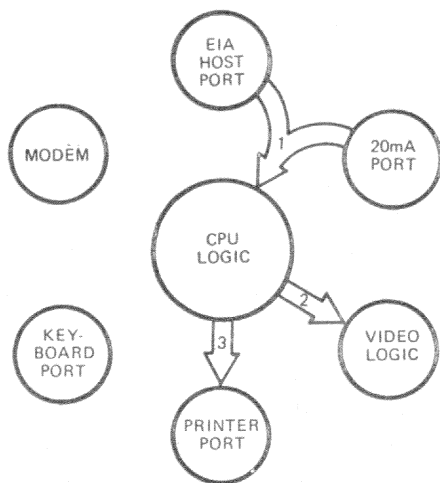 EIA
HOST
PORT
MODEM
1
20mA
PORT
CPU
LOGIC
2
KEY-
BOARD
PORT
3
VIDEO
LOGIC
PRINTER
PORT